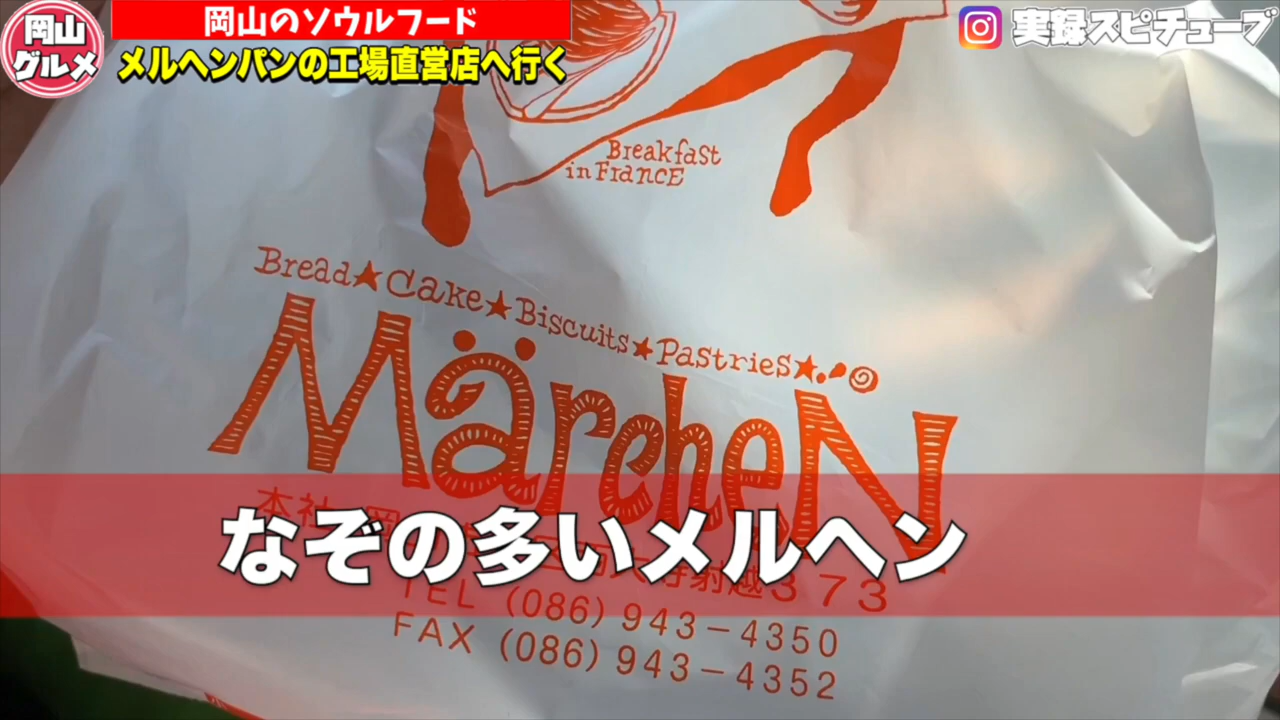 岡山
グルメ
岡山のソウルフード
メルヘンパンの工場直営店へ行く
実録スピチューブ
Breakfast
in France
Bread★Cake★Biscuits★Pastries★
Märchen
本社
なぞの多いメルヘン
373
TEL (086) 943-4350
FAX (086) 943-4352